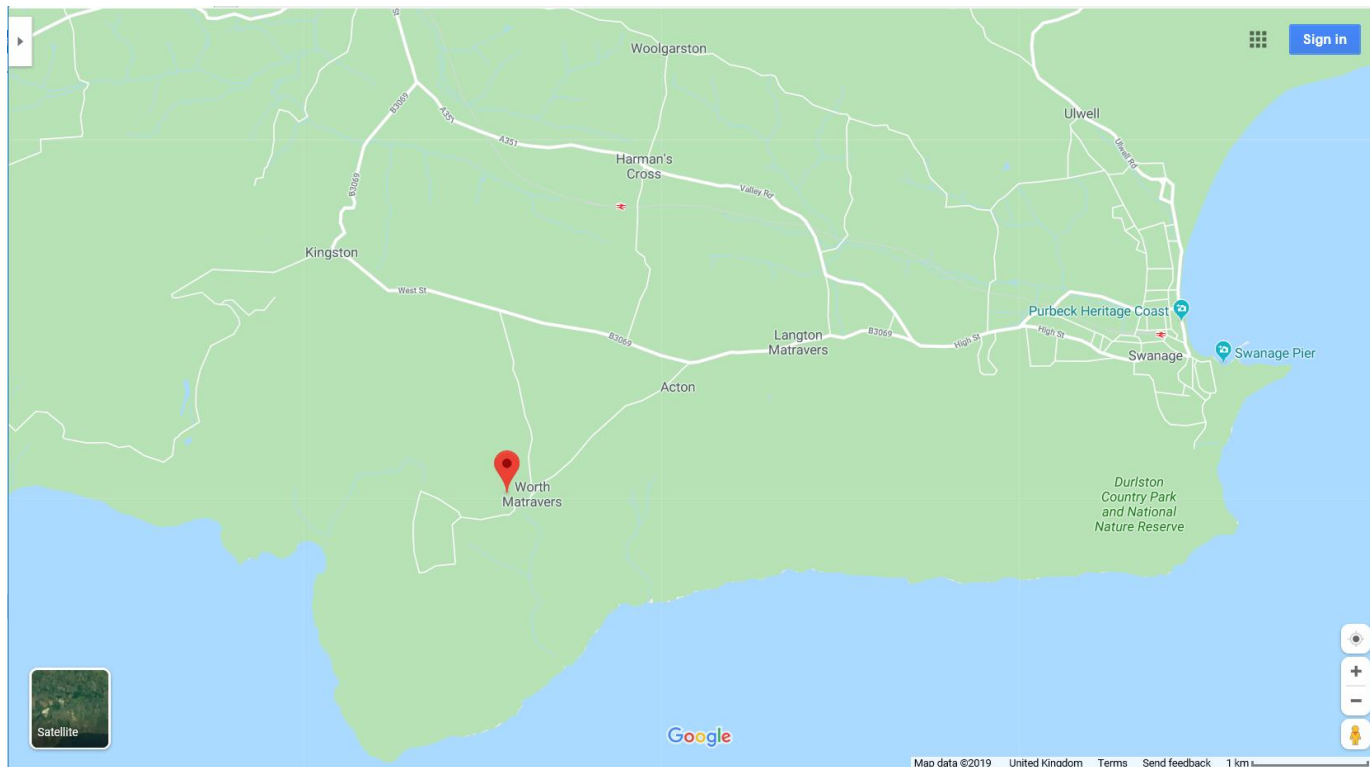 Woolgarston
Sign in
B3069
A351
Ulwell
A351
Harman's
Cross
Ulwell Rd
B3069
Valley Rd
Kingston
West St
Purbeck Heritage Coast
B3069
Langton
Matravers
B3069
High St
High St
Swanage
Swanage Pier
Acton
Worth
Matravers
Durlston
Country Park
and National
Nature Reserve
Satellite
Google
Map data ©2019 United Kingdom Terms Send feedback 1 km